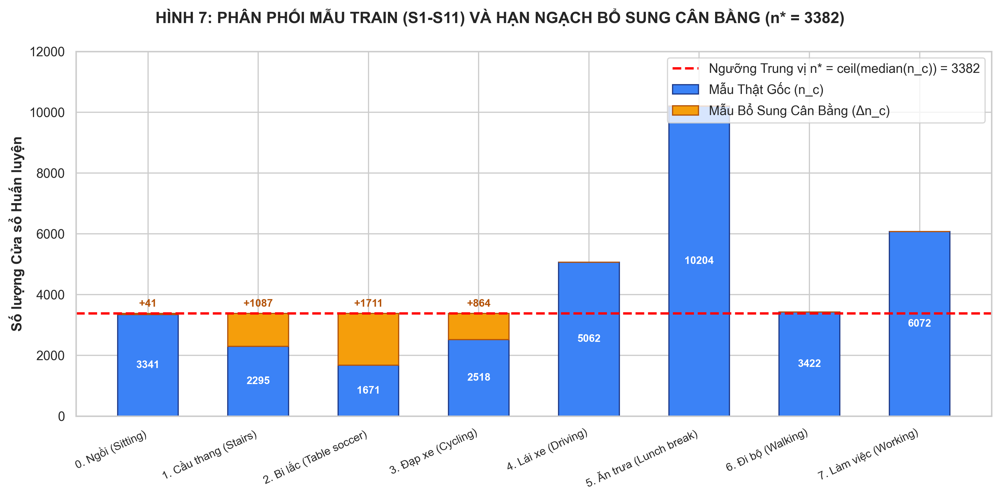 HÌNH 7: PHÂN PHỐI MẪU TRAIN (S1-S11) VÀ HẠN NGẠCH BỔ SUNG CÂN BẰNG (n* = 3382)
Số lượng Cửa sổ Huấn luyện
12000
10000
8000
6000
4000
2000
0
Ngưỡng Trung vị n* = ceil(median(n_c)) = 3382
Mẫu Thật Gốc (n_c)
Mẫu Bổ Sung Cân Bằng (Δn_c)
+41
+1087
+1711
+864
3341
2295
1671
2518
5062
10204
3422
6072
0. Ngồi (Sitting)
1. Cầu thang (Stairs)
2. Bi lắc (Table soccer)
3. Đạp xe (Cycling)
4. Lái xe (Driving)
5. Ăn trưa (Lunch break)
6. Đi bộ (Walking)
7. Làm việc (Working)